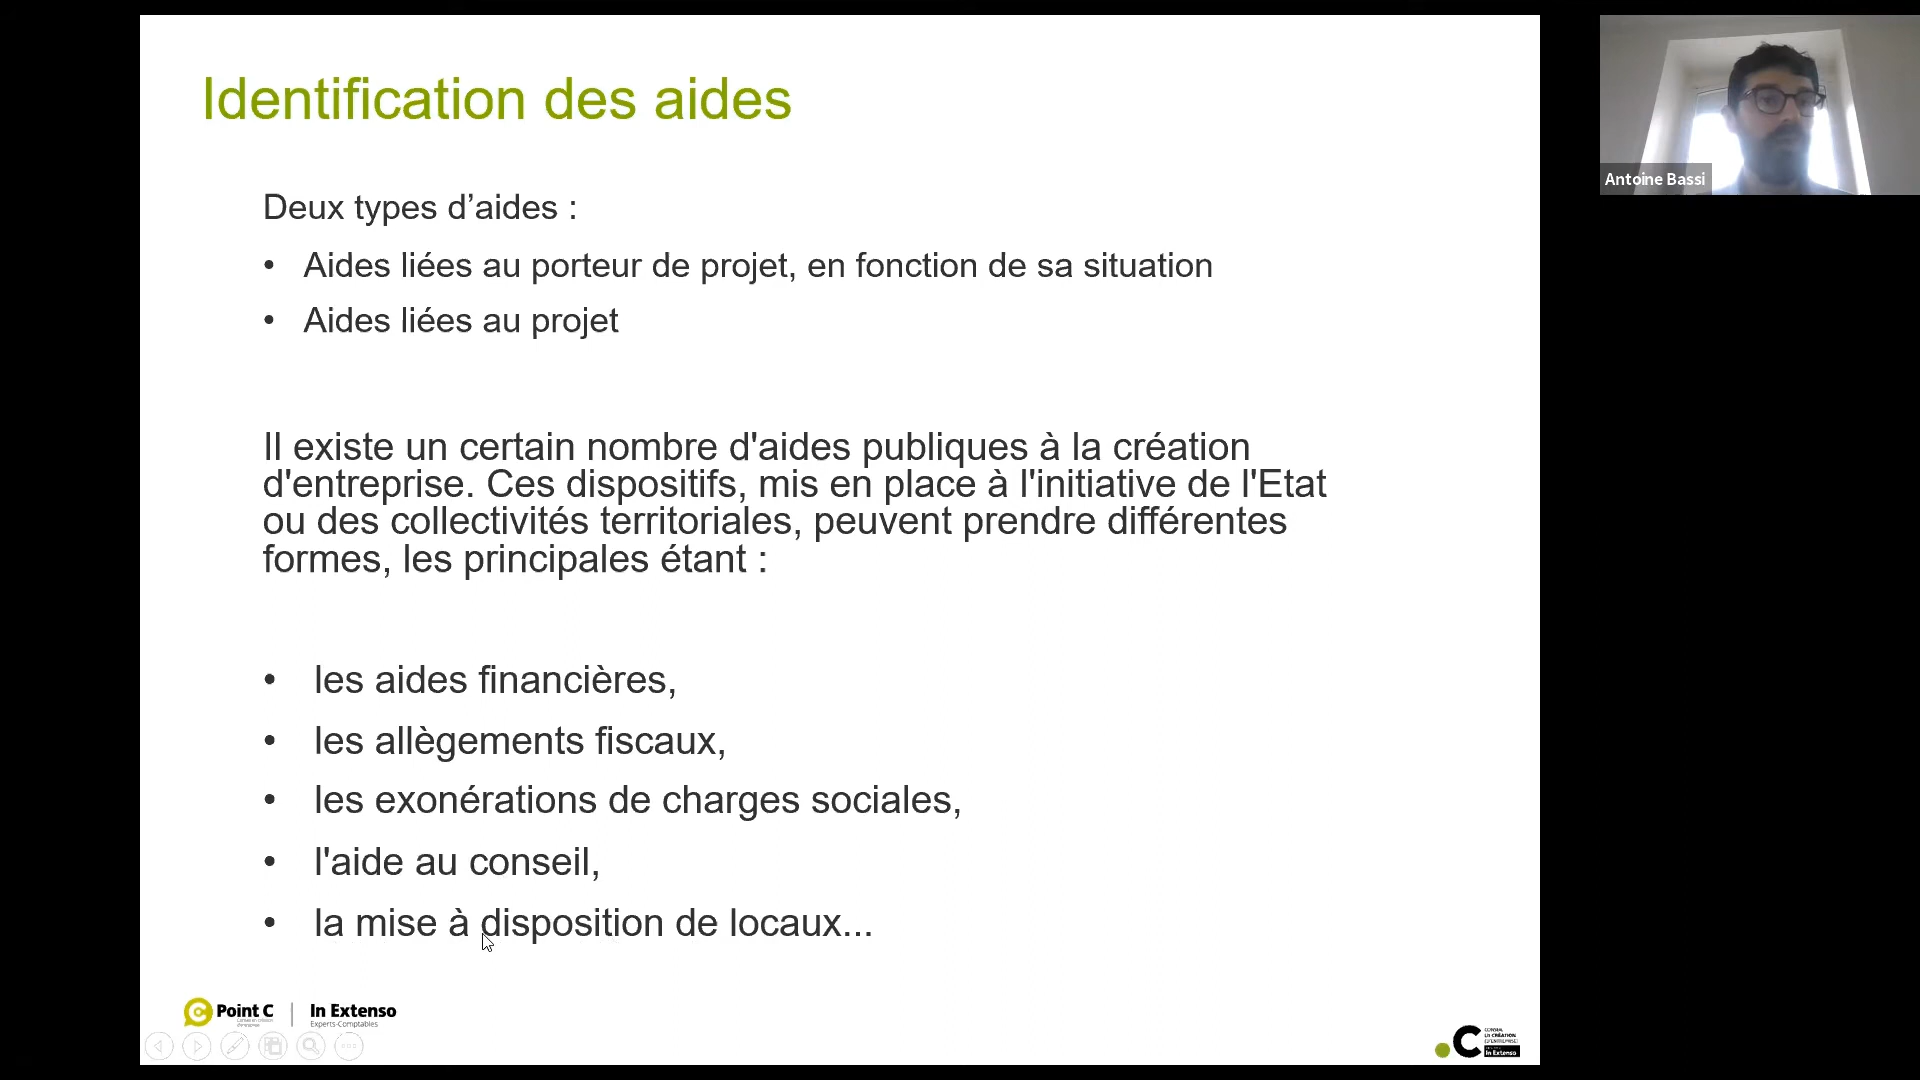 Identification des aides
Antoine Bassi
Deux types d’aides :
• Aides liées au porteur de projet, en fonction de sa situation
• Aides liées au projet
Il existe un certain nombre d'aides publiques à la création
d'entreprise. Ces dispositifs, mis en place à l'initiative de l'Etat
ou des collectivités territoriales, peuvent prendre différentes
formes, les principales étant :
• les aides financières,
• les allègements fiscaux,
• les exonérations de charges sociales,
• l'aide au conseil,
• la mise à disposition de locaux...
Point C
In Extenso
Experts-Comptables
C
In Extenso